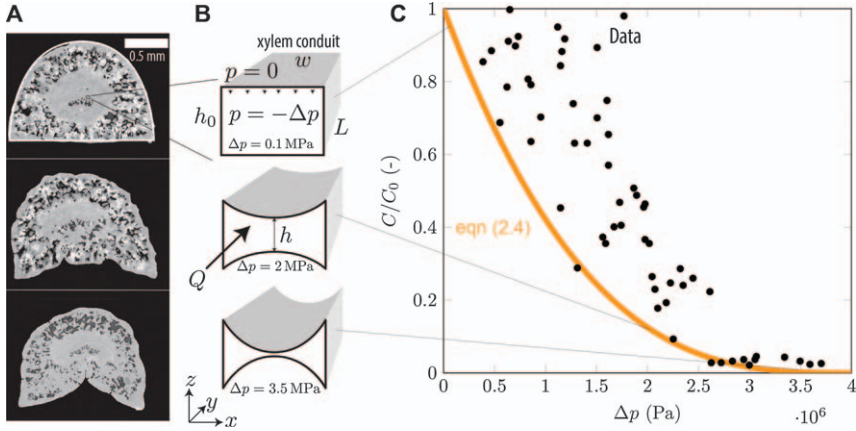 A
0.5 mm
B
xylem conduit
p = 0
w
h₀
p = −Δp
L
Δp = 0.1 MPa
h
Q
Δp = 2 MPa
Δp = 3.5 MPa
z
y
x
C
Data
eqn (2.4)
C/C₀ (-)
1
0.8
0.6
0.4
0.2
0
0 0.5 1 1.5 2 2.5 3 3.5 4
Δp (Pa)
·10⁶